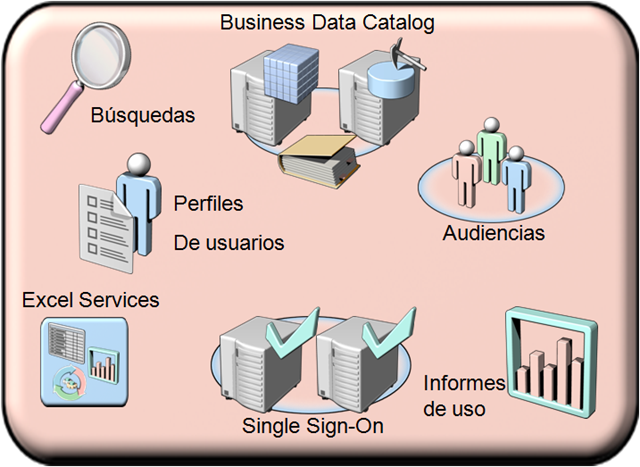 Business Data Catalog
Búsquedas
Perfiles
De usuarios
Audiencias
Excel Services
Single Sign-On
Informes
de uso